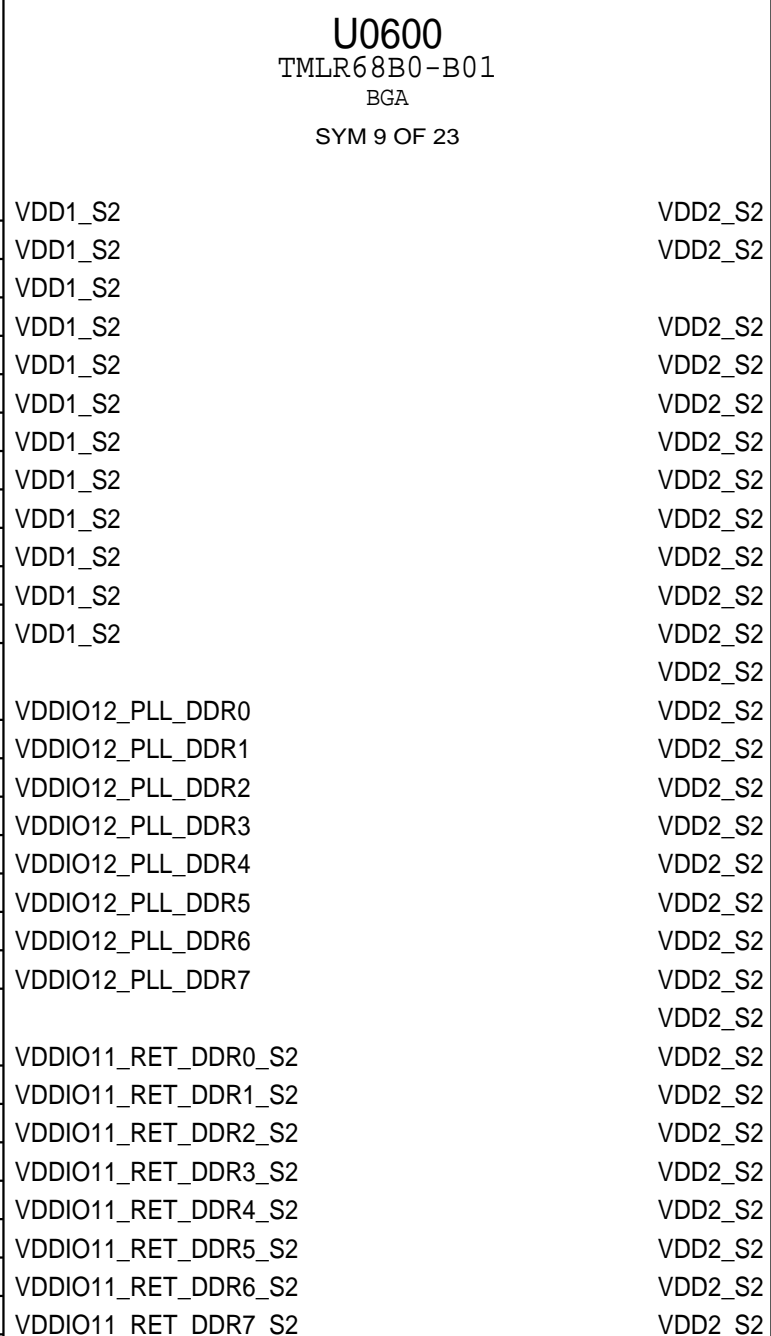 U0600
TMLR68B0-B01
BGA
SYM 9 OF 23
VDD1_S2 VDD2_S2
VDD1_S2 VDD2_S2
VDD1_S2
VDD1_S2 VDD2_S2
VDD1_S2 VDD2_S2
VDD1_S2 VDD2_S2
VDD1_S2 VDD2_S2
VDD1_S2 VDD2_S2
VDD1_S2 VDD2_S2
VDD1_S2 VDD2_S2
VDD1_S2 VDD2_S2
VDD1_S2 VDD2_S2
VDD2_S2
VDDIO12_PLL_DDR0 VDD2_S2
VDDIO12_PLL_DDR1 VDD2_S2
VDDIO12_PLL_DDR2 VDD2_S2
VDDIO12_PLL_DDR3 VDD2_S2
VDDIO12_PLL_DDR4 VDD2_S2
VDDIO12_PLL_DDR5 VDD2_S2
VDDIO12_PLL_DDR6 VDD2_S2
VDDIO12_PLL_DDR7 VDD2_S2
VDD2_S2
VDDIO11_RET_DDR0_S2 VDD2_S2
VDDIO11_RET_DDR1_S2 VDD2_S2
VDDIO11_RET_DDR2_S2 VDD2_S2
VDDIO11_RET_DDR3_S2 VDD2_S2
VDDIO11_RET_DDR4_S2 VDD2_S2
VDDIO11_RET_DDR5_S2 VDD2_S2
VDDIO11_RET_DDR6_S2 VDD2_S2
VDDIO11_RET_DDR7_S2 VDD2_S2